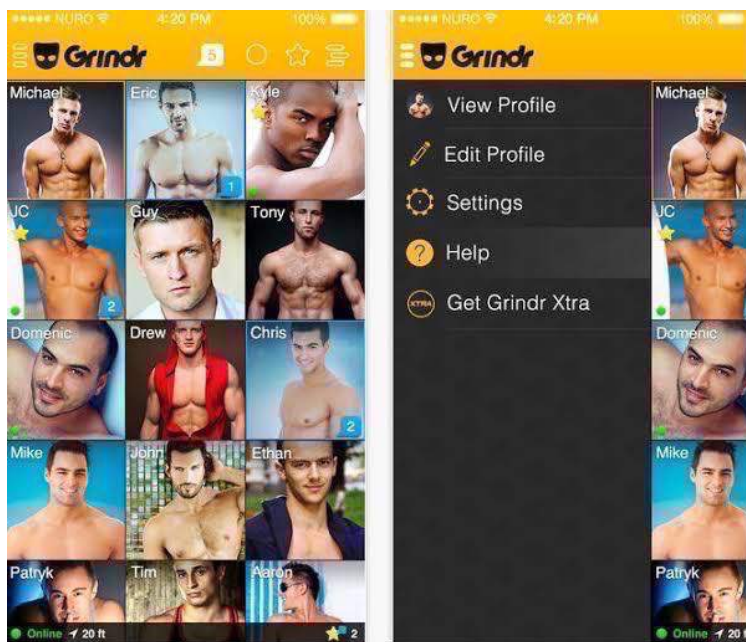 NURO 4:20 PM 100%
Grindr 5
Michael Eric Kyle
1
JC Guy Tony
2
Domenic Drew Chris
2
Mike John Ethan
Patryk Tim Aaron
Online 20 ft 2
NURO 4:20 PM 100%
Grindr
View Profile
Edit Profile
Settings
? Help
XTRA Get Grindr Xtra
Michael
JC
Domenic
Mike
Patryk
Online 20